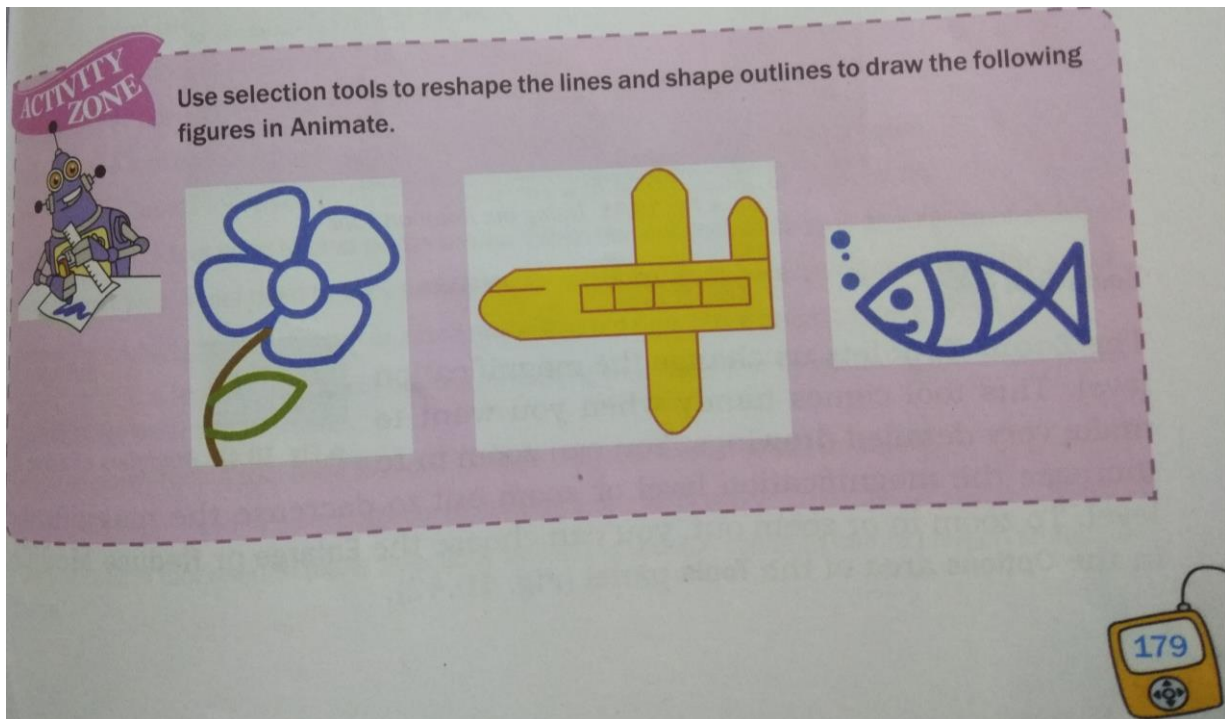 ACTIVITY
ZONE
Use selection tools to reshape the lines and shape outlines to draw the following
figures in Animate.
179